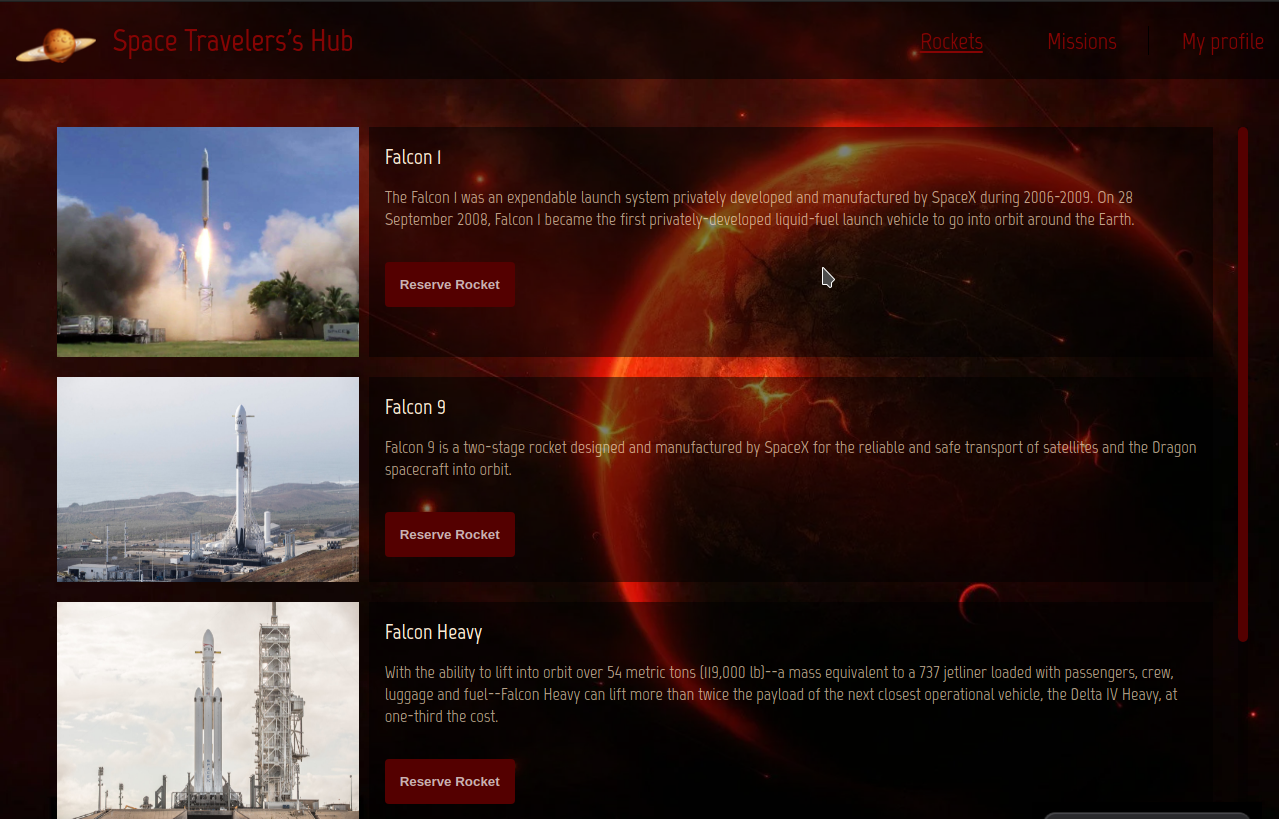 Space Travelers's Hub
Rockets
Missions
My profile
Falcon 1
The Falcon 1 was an expendable launch system privately developed and manufactured by SpaceX during 2006-2009. On 28
September 2008, Falcon 1 became the first privately-developed liquid-fuel launch vehicle to go into orbit around the Earth.
Reserve Rocket
Falcon 9
Falcon 9 is a two-stage rocket designed and manufactured by SpaceX for the reliable and safe transport of satellites and the Dragon
spacecraft into orbit.
Reserve Rocket
Falcon Heavy
With the ability to lift into orbit over 54 metric tons (119,000 lb)--a mass equivalent to a 737 jetliner loaded with passengers, crew,
luggage and fuel--Falcon Heavy can lift more than twice the payload of the next closest operational vehicle, the Delta IV Heavy, at
one-third the cost.
Reserve Rocket